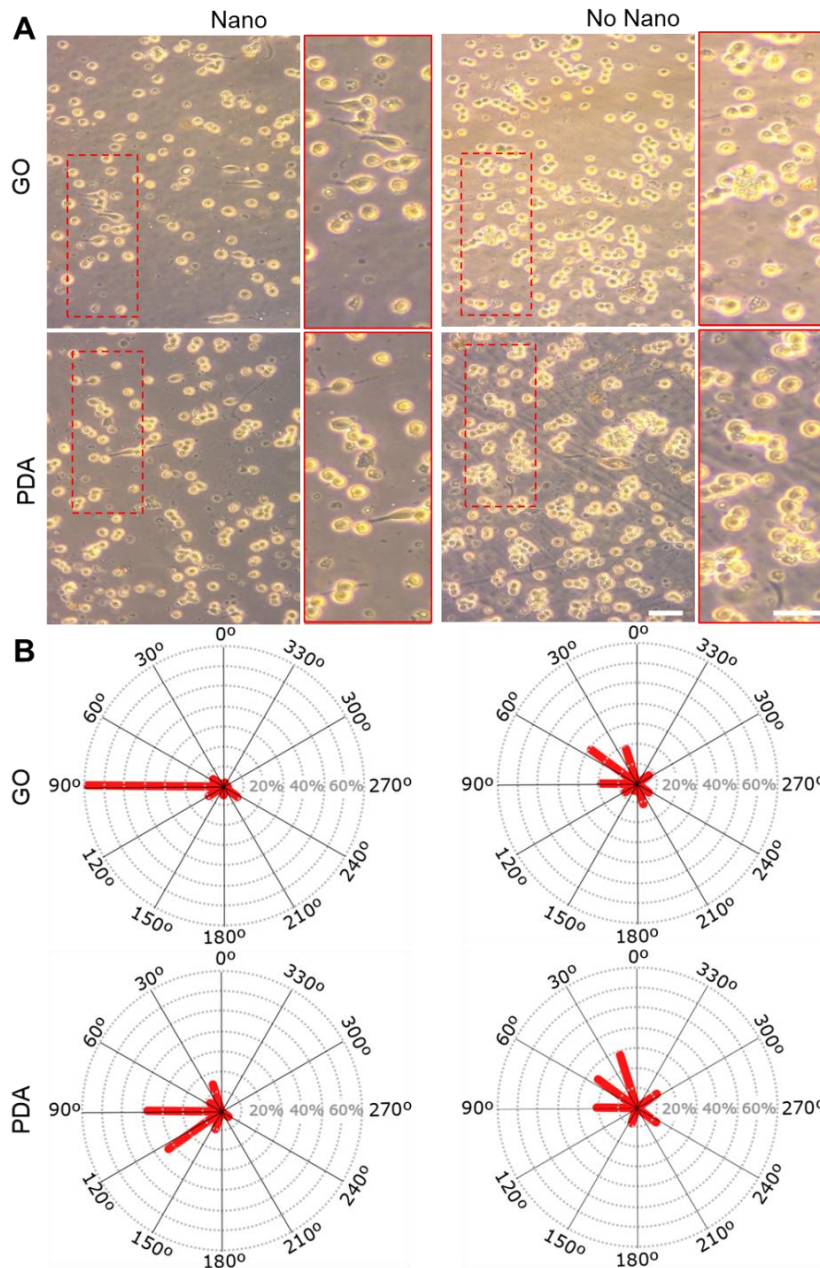 Nano No Nano
A
GO
PDA
B
0º 0º
30º 330º 30º 330º
60º 300º 60º 300º
GO 90º 20% 40% 60% 270º 90º 20% 40% 60% 270º
120º 240º 120º 240º
150º 210º 150º 210º
180º 180º
0º 0º
30º 330º 30º 330º
60º 300º 60º 300º
PDA 90º 20% 40% 60% 270º 90º 20% 40% 60% 270º
120º 240º 120º 240º
150º 210º 150º 210º
180º 180º